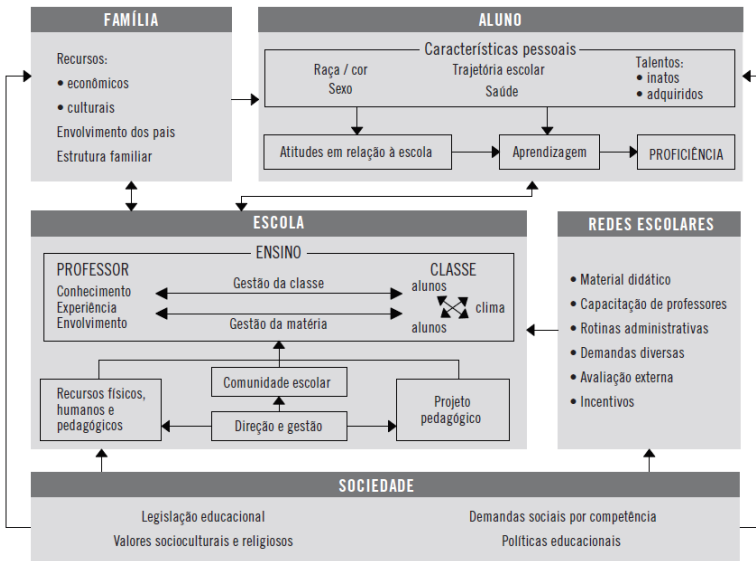 FAMÍLIA
Recursos:
• econômicos
• culturais
Envolvimento dos pais
Estrutura familiar
ALUNO
Características pessoais
Raça / cor
Sexo
Trajetória escolar
Saúde
Talentos:
• inatos
• adquiridos
Atitudes em relação à escola
Aprendizagem
PROFICIÊNCIA
ESCOLA
ENSINO
PROFESSOR
Conhecimento
Experiência
Envolvimento
Gestão da classe
Gestão da matéria
CLASSE
alunos
clima
alunos
Recursos físicos,
humanos e
pedagógicos
Comunidade escolar
Direção e gestão
Projeto
pedagógico
REDES ESCOLARES
• Material didático
• Capacitação de professores
• Rotinas administrativas
• Demandas diversas
• Avaliação externa
• Incentivos
SOCIEDADE
Legislação educacional
Valores socioculturais e religiosos
Demandas sociais por competência
Políticas educacionais